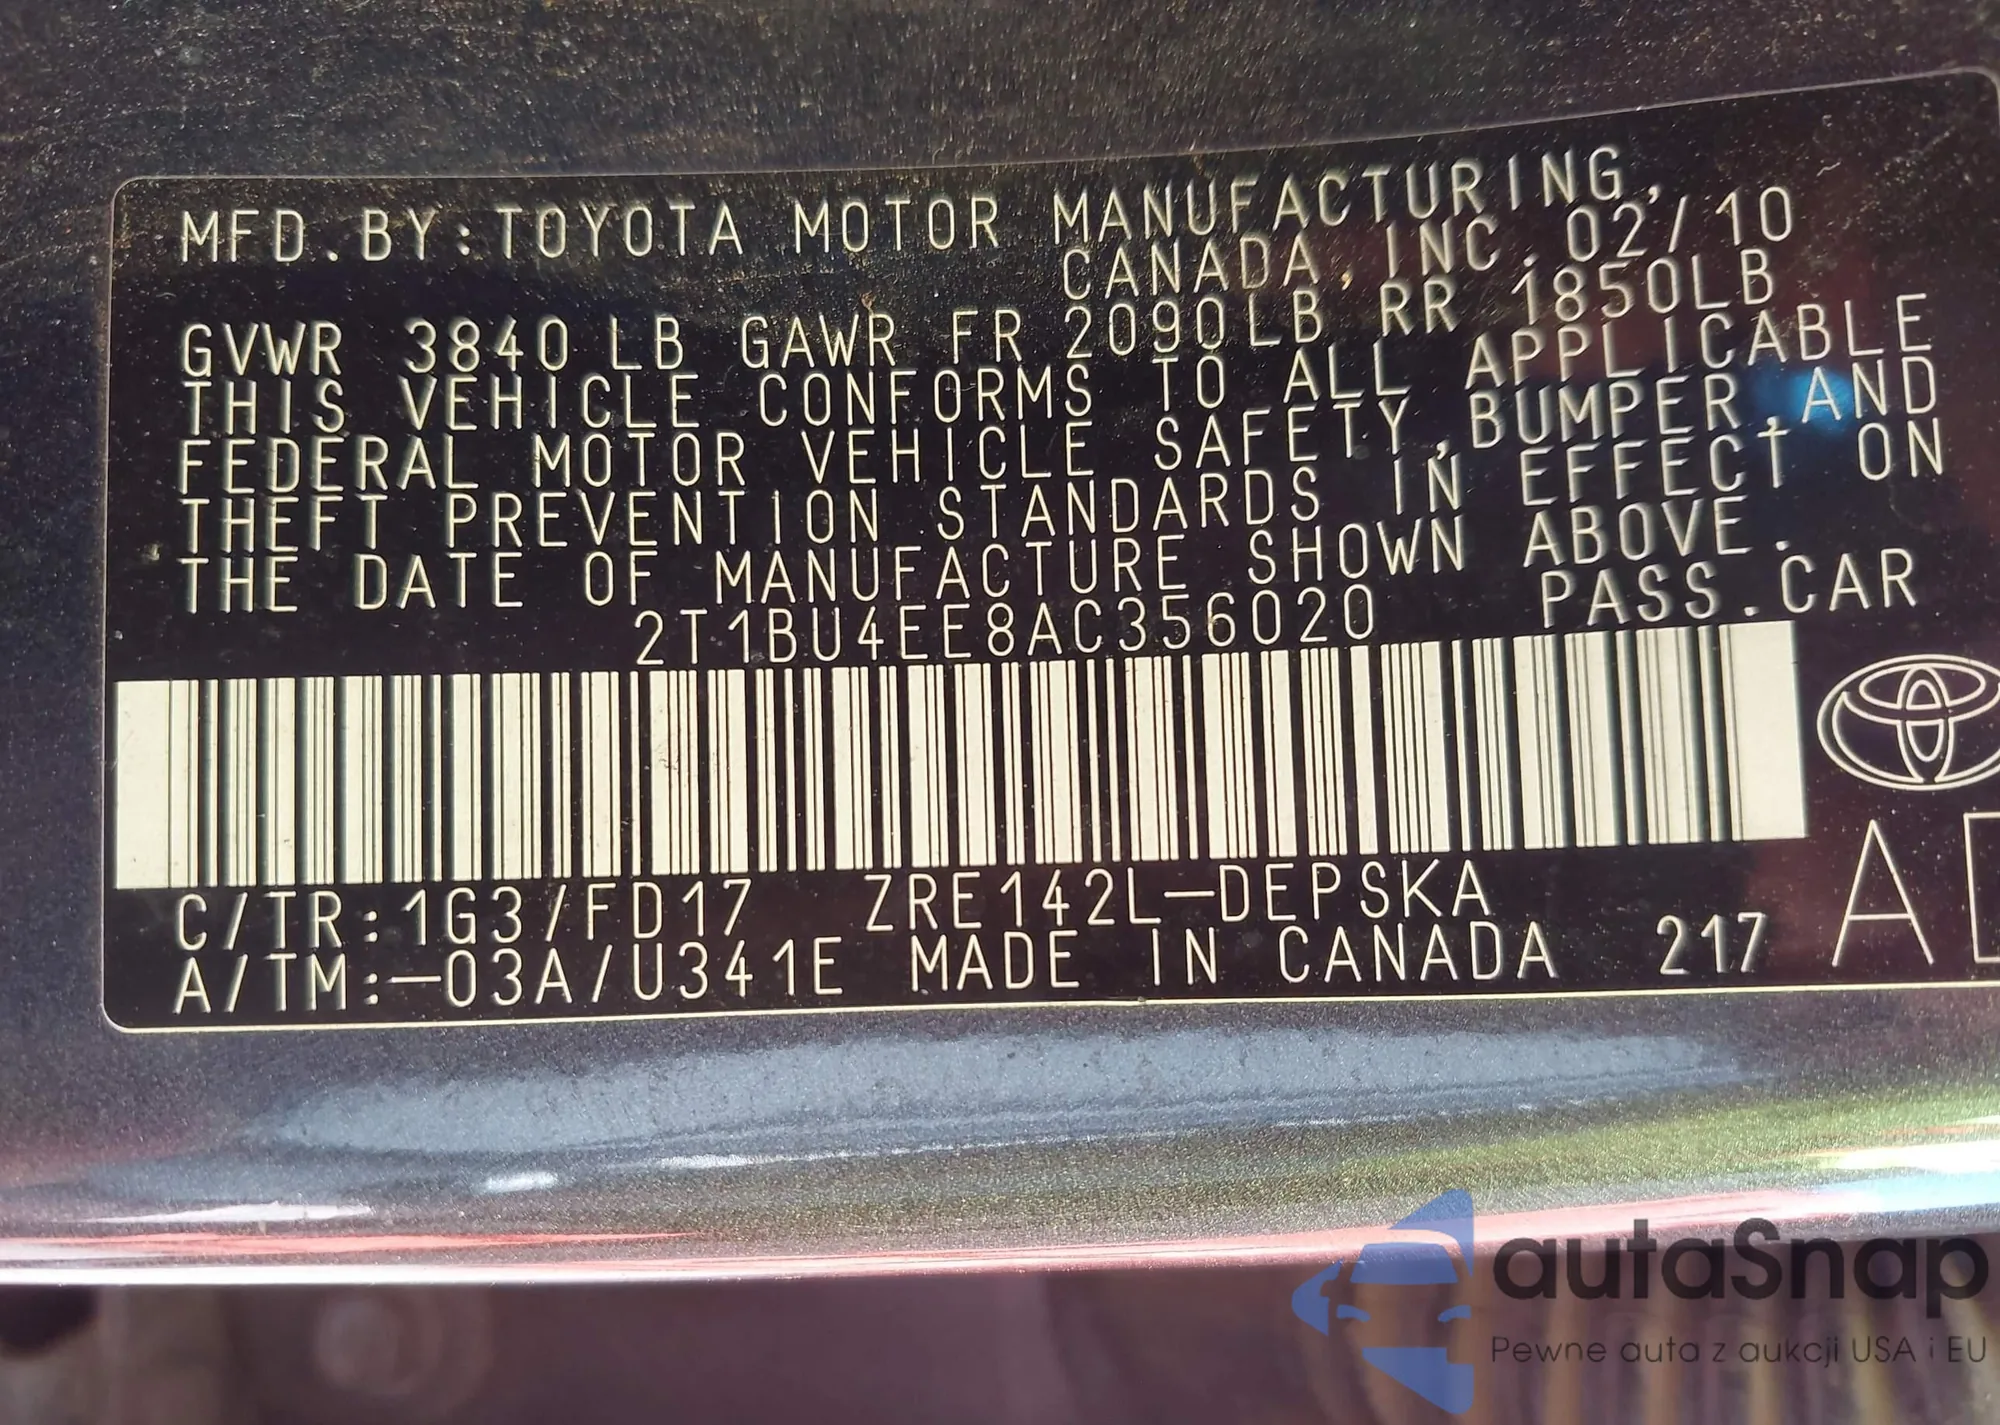 MFD.BY:TOYOTA MOTOR MANUFACTURING,
CANADA INC. 02/10
GVWR 3840LB GAWR FR 2090LB RR 1850LB
THIS VEHICLE CONFORMS TO ALL APPLICABLE
FEDERAL MOTOR VEHICLE SAFETY,BUMPER,AND
THEFT PREVENTION STANDARDS IN EFFECT ON
THE DATE OF MANUFACTURE SHOWN ABOVE.
2T1BU4EE8AC356020 PASS.CAR
C/TR:1G3/FD17 ZRE142L-DEPSKA
A/TM:-03A/U341E MADE IN CANADA 217
A
autaSnap
Pewne auta z aukcji USA i EU